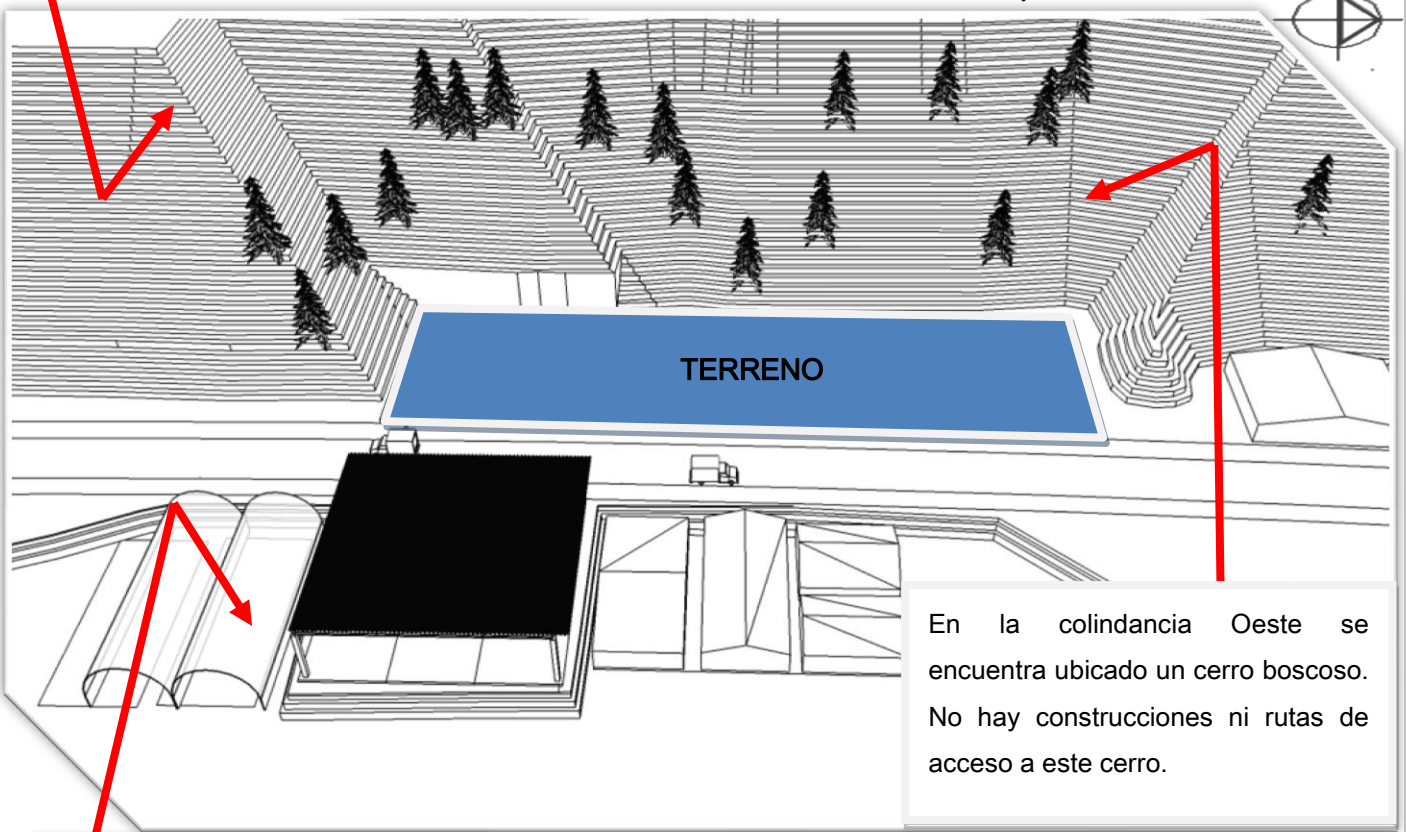 TERRENO
En la colindancia Oeste se
encuentra ubicado un cerro boscoso.
No hay construcciones ni rutas de
acceso a este cerro.